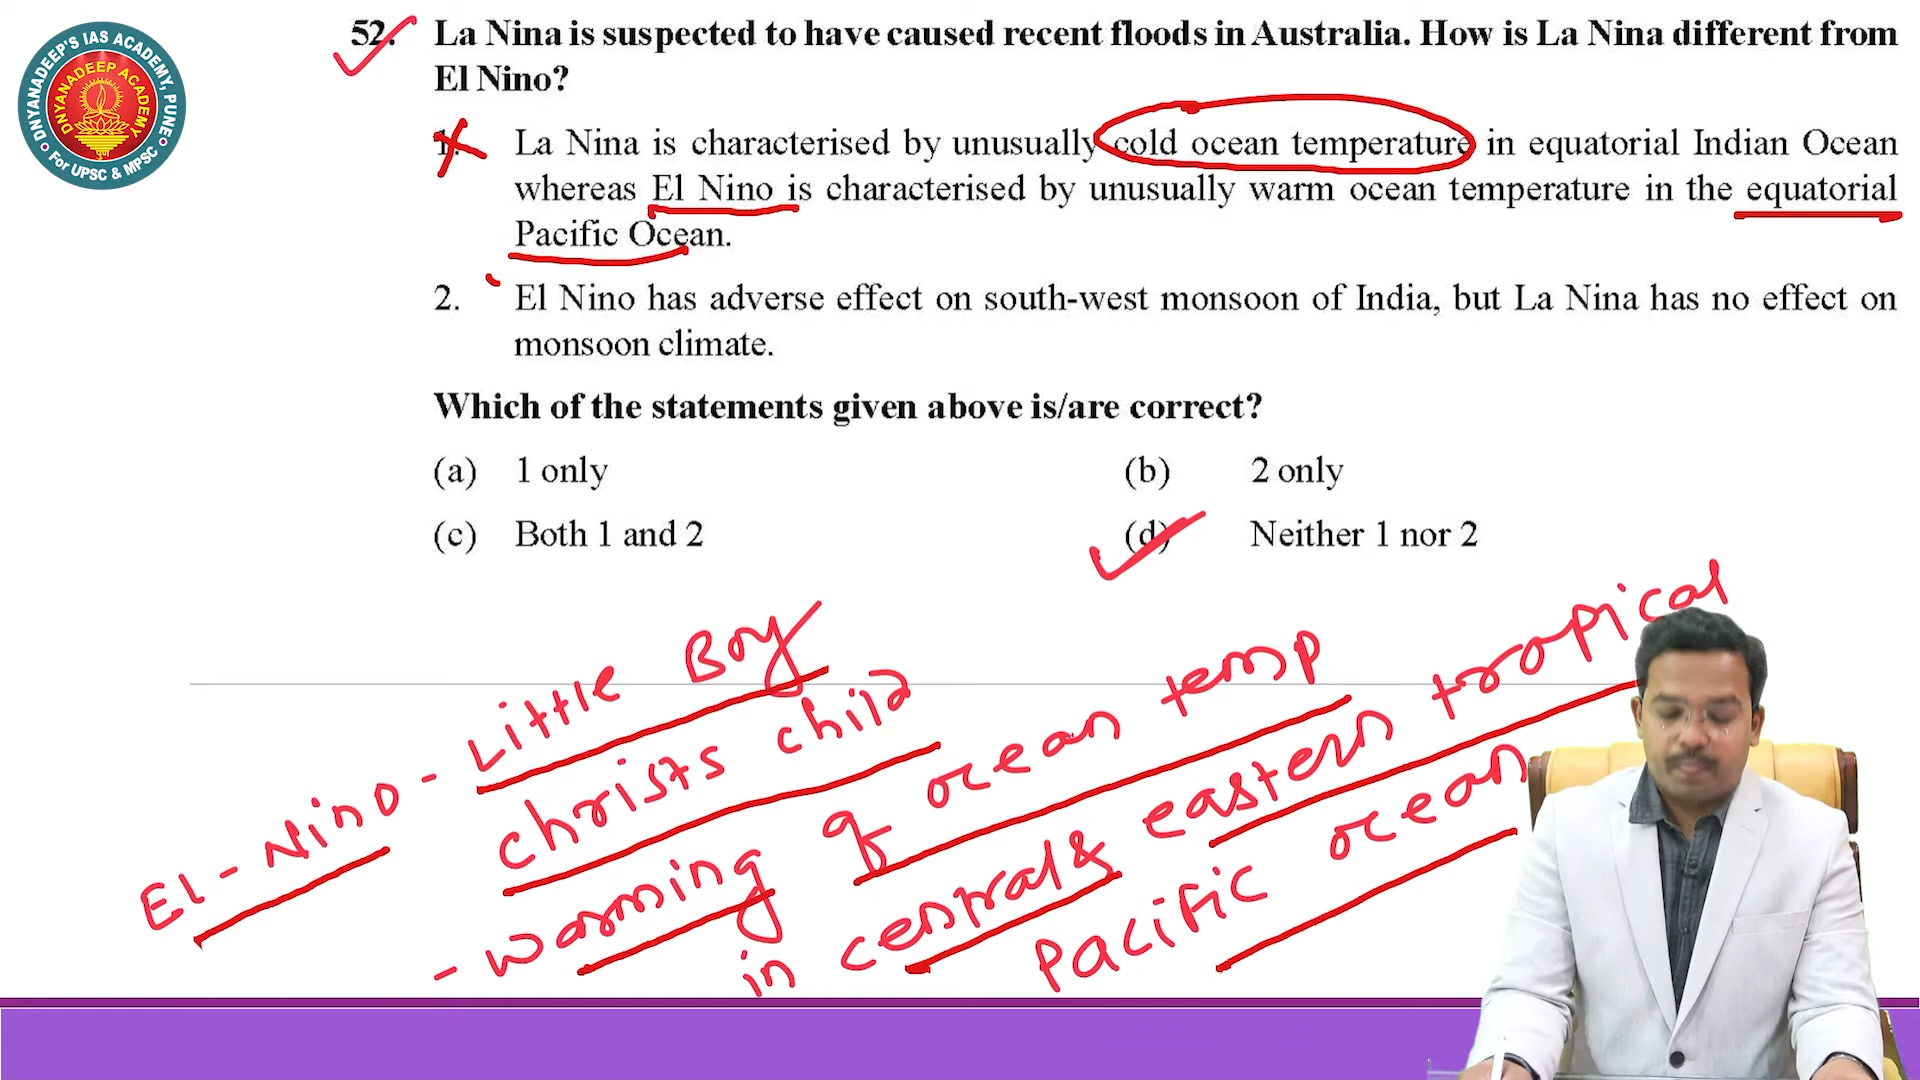 DNYANADEEP'S IAS ACADEMY, PUNE
DNYANADEEP ACADEMY
पुणे
For UPSC & MPSC
52. La Nina is suspected to have caused recent floods in Australia. How is La Nina different from
El Nino?
1. La Nina is characterised by unusually cold ocean temperature in equatorial Indian Ocean
whereas El Nino is characterised by unusually warm ocean temperature in the equatorial
Pacific Ocean.
2. El Nino has adverse effect on south-west monsoon of India, but La Nina has no effect on
monsoon climate.
Which of the statements given above is/are correct?
(a) 1 only (b) 2 only
(c) Both 1 and 2 (d) Neither 1 nor 2
El-Nino - Little Boy
christs child
- warming of ocean temp
in central & eastern tropical
Pacific ocean